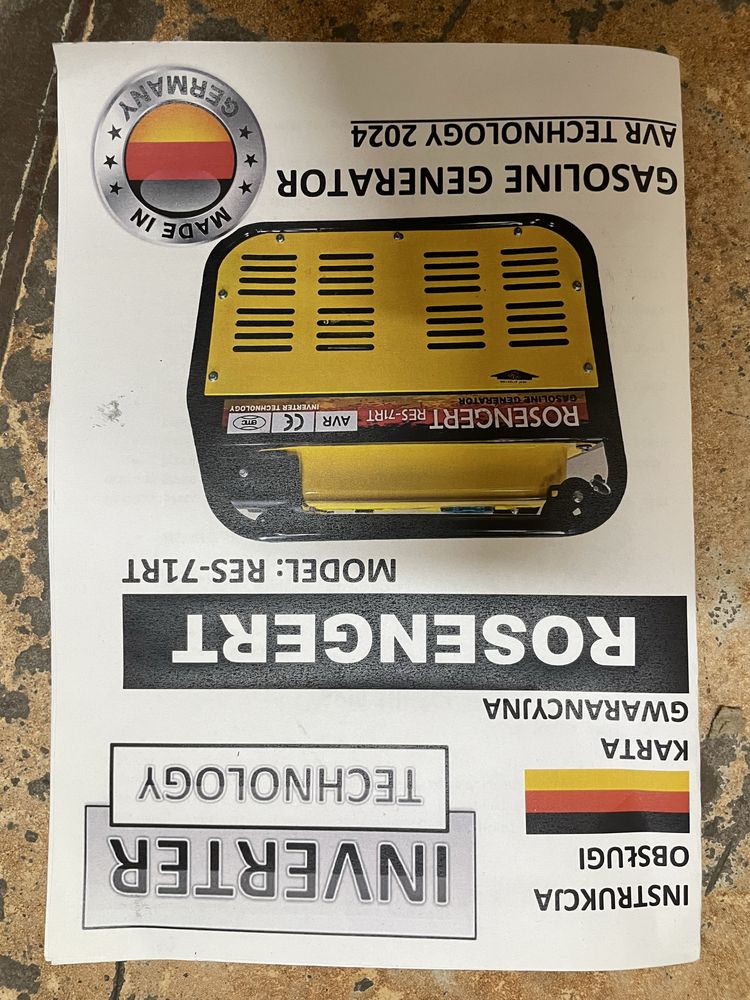 INSTRUKCJA
OBSŁUGI
INVERTER
TECHNOLOGY
KARTA
GWARANCYJNA
ROSENGERT
MODEL: RES-71RT
ROSENGERT RES-71RT
GASOLINE GENERATOR
AVR
CE
INVERTER TECHNOLOGY
GASOLINE GENERATOR
AVR TECHNOLOGY 2024
MADE IN
GERMANY